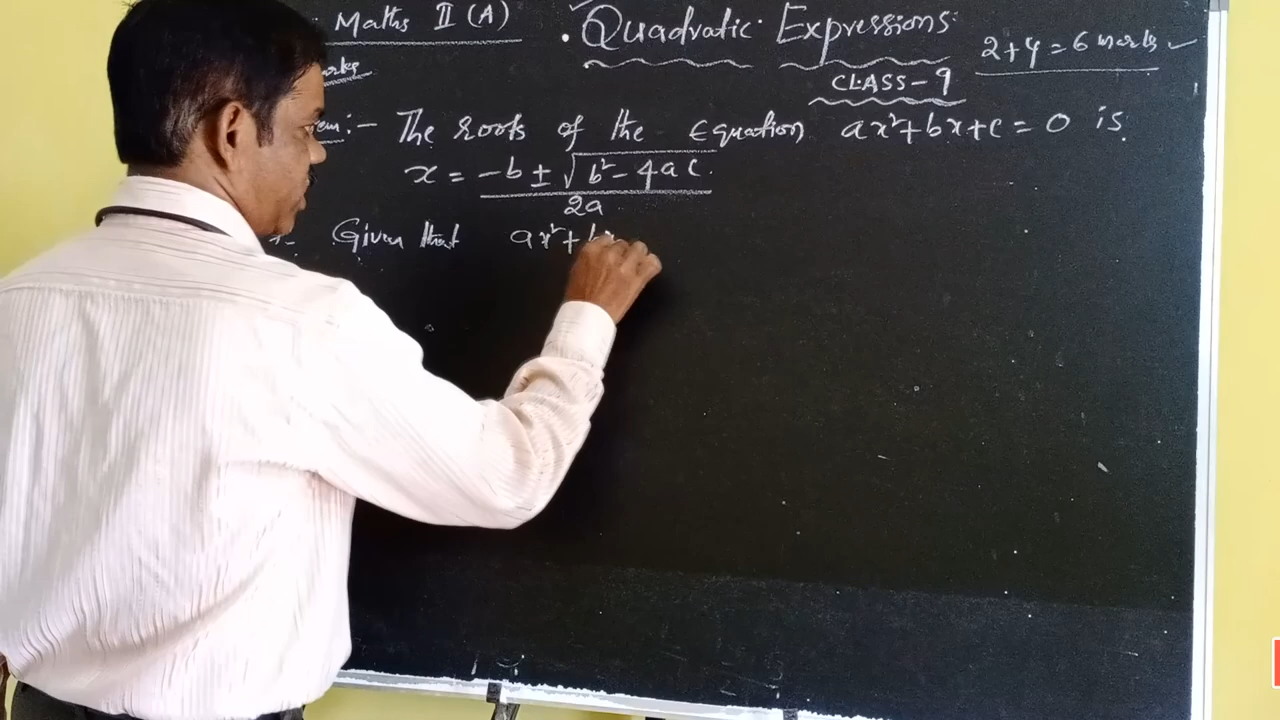 Maths II (A)
Quadratic Expressions
2+4=6 marks
CLASS-9
:- The roots of the Equation ax²+bx+c=0 is.
x = -b ± √b²-4ac.
2a
Given that ax²+bx